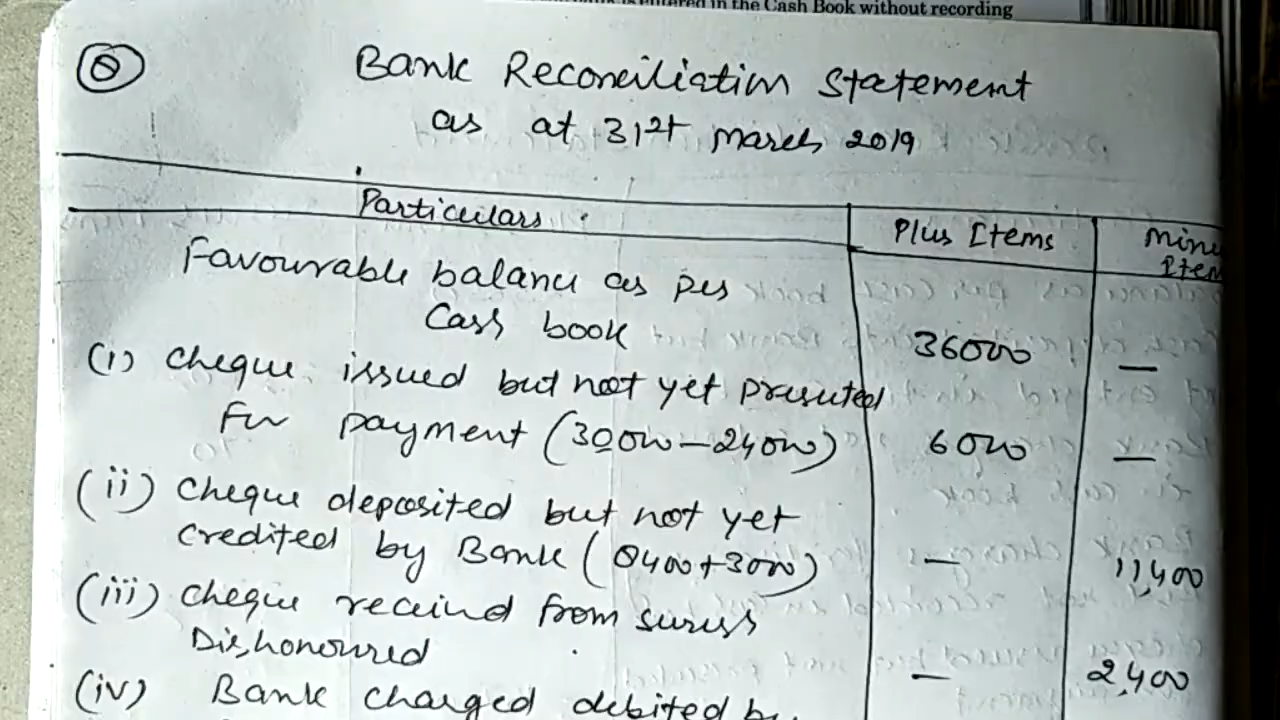 is entered in the Cash Book without recording
8
Bank Reconciliation Statement
as at 31st March 2019
Particulars Plus Items Minu
Item
Favourable balance as per
Cash book 36000 —
(i) Cheque issued but not yet presented
For payment (30000-24000) 6000 —
(ii) Cheque deposited but not yet
credited by Bank (8400+3000) — 11,400
(iii) Cheque received from suresh
Dishonoured — 2,400
(iv) Bank charged debited by